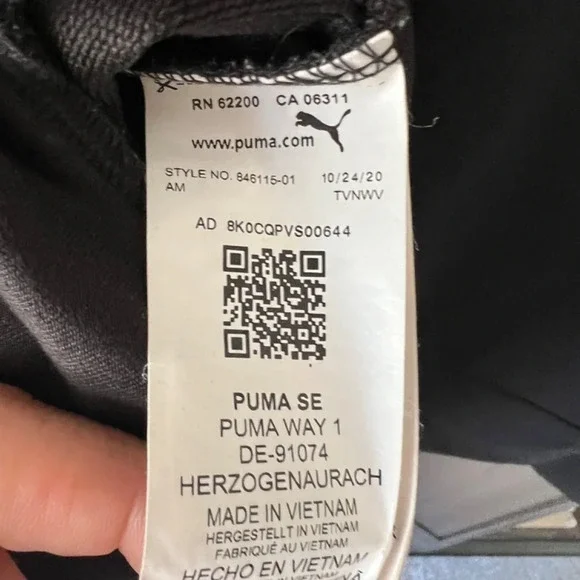 RN 62200 CA 06311
www.puma.com
STYLE NO. 846115-01 10/24/20
AM TVNWV
AD 8K0CQPVS00644
PUMA SE
PUMA WAY 1
DE-91074
HERZOGENAURACH
MADE IN VIETNAM
HERGESTELLT IN VIETNAM
FABRIQUÉ AU VIETNAM
HECHO EN VIETNAM